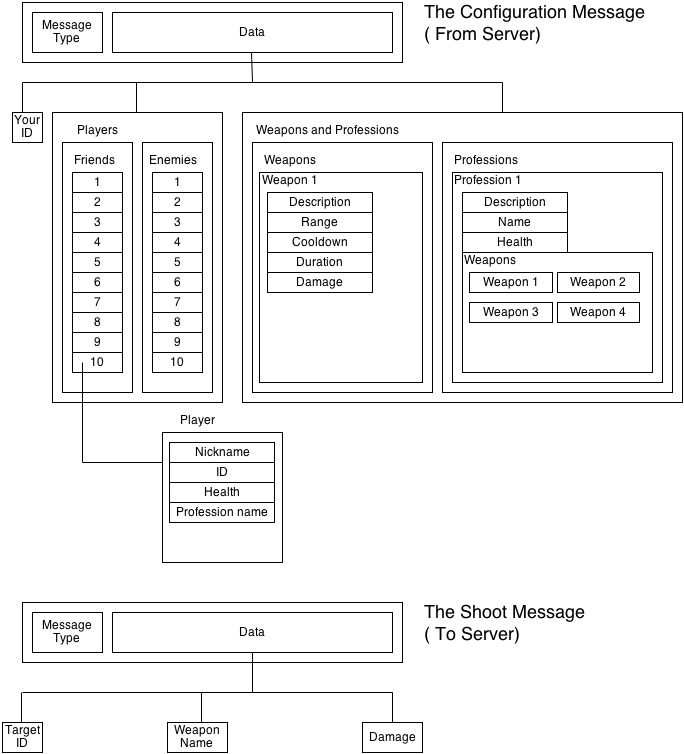 The Configuration Message
( From Server)
Message
Type
Data
Your
ID
Players
Friends
1
2
3
4
5
6
7
8
9
10
Enemies
1
2
3
4
5
6
7
8
9
10
Weapons and Professions
Weapons
Weapon 1
Description
Range
Cooldown
Duration
Damage
Professions
Profession 1
Description
Name
Health
Weapons
Weapon 1
Weapon 2
Weapon 3
Weapon 4
Player
Nickname
ID
Health
Profession name
The Shoot Message
( To Server)
Message
Type
Data
Target
ID
Weapon
Name
Damage